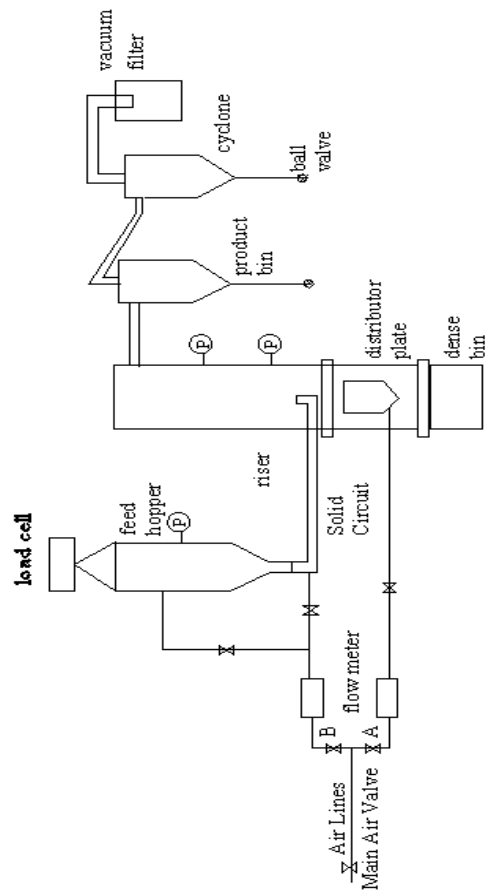 load cell
feed
hopper
P
riser
Solid
Circuit
flow meter
B
A
Air Lines
Main Air Valve
P
P
product
bin
distributor
plate
dense
bin
cyclone
ball
valve
vacuum
filter